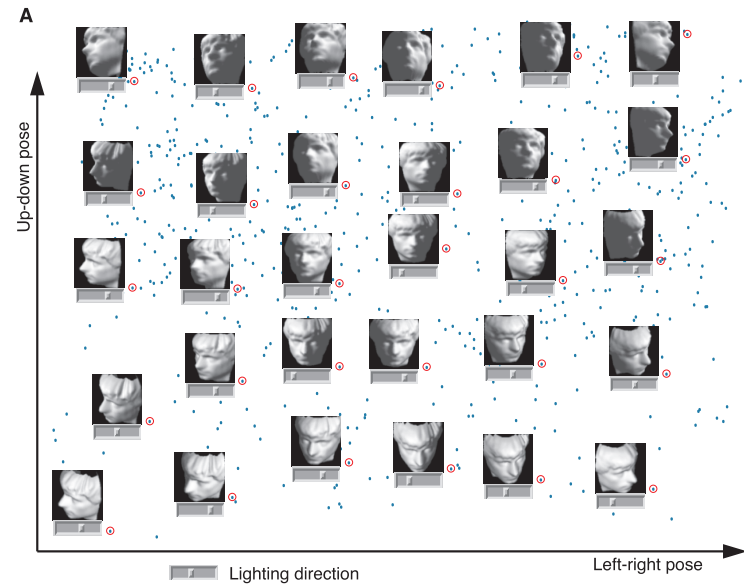 A
Up-down pose
Left-right pose
Lighting direction